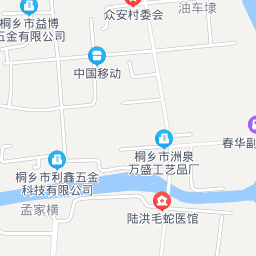 众安村委会
油车埭
桐乡市益博
五金有限公司
中国移动
桐乡市洲泉
万盛工艺品厂
春华副
桐乡市利鑫五金
科技有限公司
孟家横
陆洪毛蛇医馆